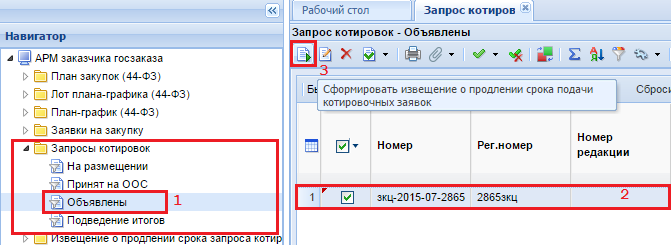 Навигатор
АРМ заказчика госзаказа
План закупок (44-ФЗ)
Лот плана-графика (44-ФЗ)
План-график (44-ФЗ)
Заявки на закупку
Запросы котировок
На размещении
Принят на ООС
Объявлены
1
Подведение итогов
Извещение о продлении срока запроса котир
Рабочий стол
Запрос котиров
Запрос котировок - Объявлены
3
Бы
Сформировать извещение о продлении срока подачи
котировочных заявок
Сброси
Номер
Рег.номер
Номер
редакции
1
зкц-2015-07-2865
2865зкц
2